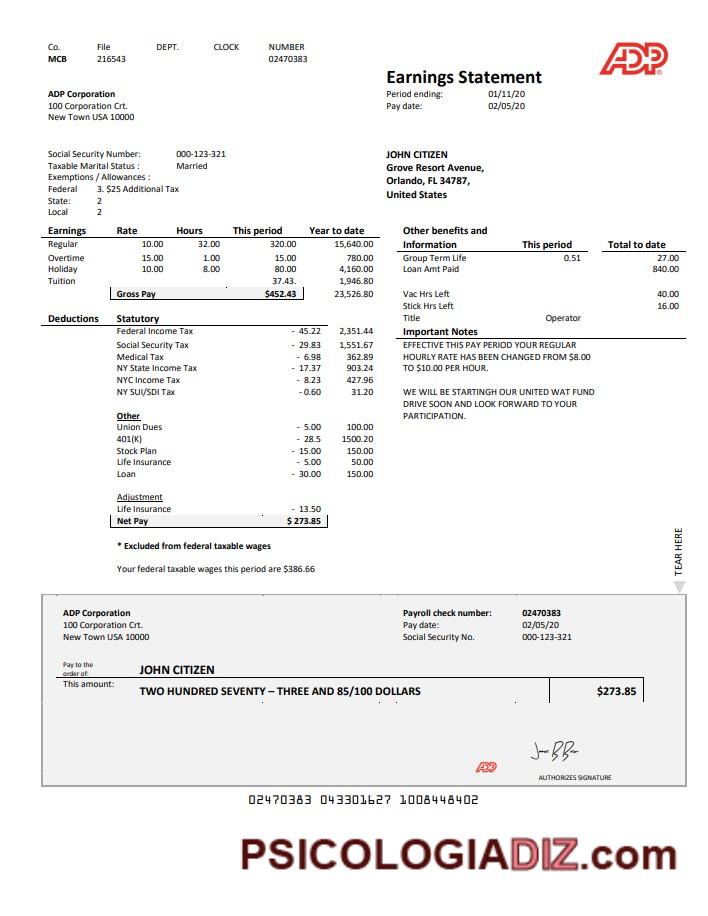 Co. File DEPT. CLOCK NUMBER
MCB 216543 02470383
ADP
Earnings Statement
Period ending: 01/11/20
Pay date: 02/05/20
ADP Corporation
100 Corporation Crt.
New Town USA 10000
Social Security Number: 000-123-321
Taxable Marital Status : Married
Exemptions / Allowances :
Federal 3. $25 Additional Tax
State: 2
Local 2
JOHN CITIZEN
Grove Resort Avenue,
Orlando, FL 34787,
United States
Earnings Rate Hours This period Year to date
Regular 10.00 32.00 320.00 15,640.00
Overtime 15.00 1.00 15.00 780.00
Holiday 10.00 8.00 80.00 4,160.00
Tuition 37.43. 1,946.80
Gross Pay $452.43 23,526.80
Other benefits and
Information This period Total to date
Group Term Life 0.51 27.00
Loan Amt Paid 840.00
Vac Hrs Left 40.00
Stick Hrs Left 16.00
Title Operator
Important Notes
EFFECTIVE THIS PAY PERIOD YOUR REGULAR
HOURLY RATE HAS BEEN CHANGED FROM $8.00
TO $10.00 PER HOUR.
WE WILL BE STARTINGH OUR UNITED WAT FUND
DRIVE SOON AND LOOK FORWARD TO YOUR
PARTICIPATION.
Deductions Statutory
Federal Income Tax - 45.22 2,351.44
Social Security Tax - 29.83 1,551.67
Medical Tax - 6.98 362.89
NY State Income Tax - 17.37 903.24
NYC Income Tax - 8.23 427.96
NY SUI/SDI Tax - 0.60 31.20
Other
Union Dues - 5.00 100.00
401(K) - 28.5 1500.20
Stock Plan - 15.00 150.00
Life Insurance - 5.00 50.00
Loan - 30.00 150.00
Adjustment
Life Insurance - 13.50
Net Pay $ 273.85
* Excluded from federal taxable wages
Your federal taxable wages this period are $386.66
TEAR HERE
ADP Corporation
100 Corporation Crt.
New Town USA 10000
Payroll check number: 02470383
Pay date: 02/05/20
Social Security No. 000-123-321
Pay to the
order of: JOHN CITIZEN
This amount: TWO HUNDRED SEVENTY – THREE AND 85/100 DOLLARS $273.85
ADP
AUTHORIZES SIGNATURE
02470383 043301627 1008448402
PSICOLOGIADIZ.com